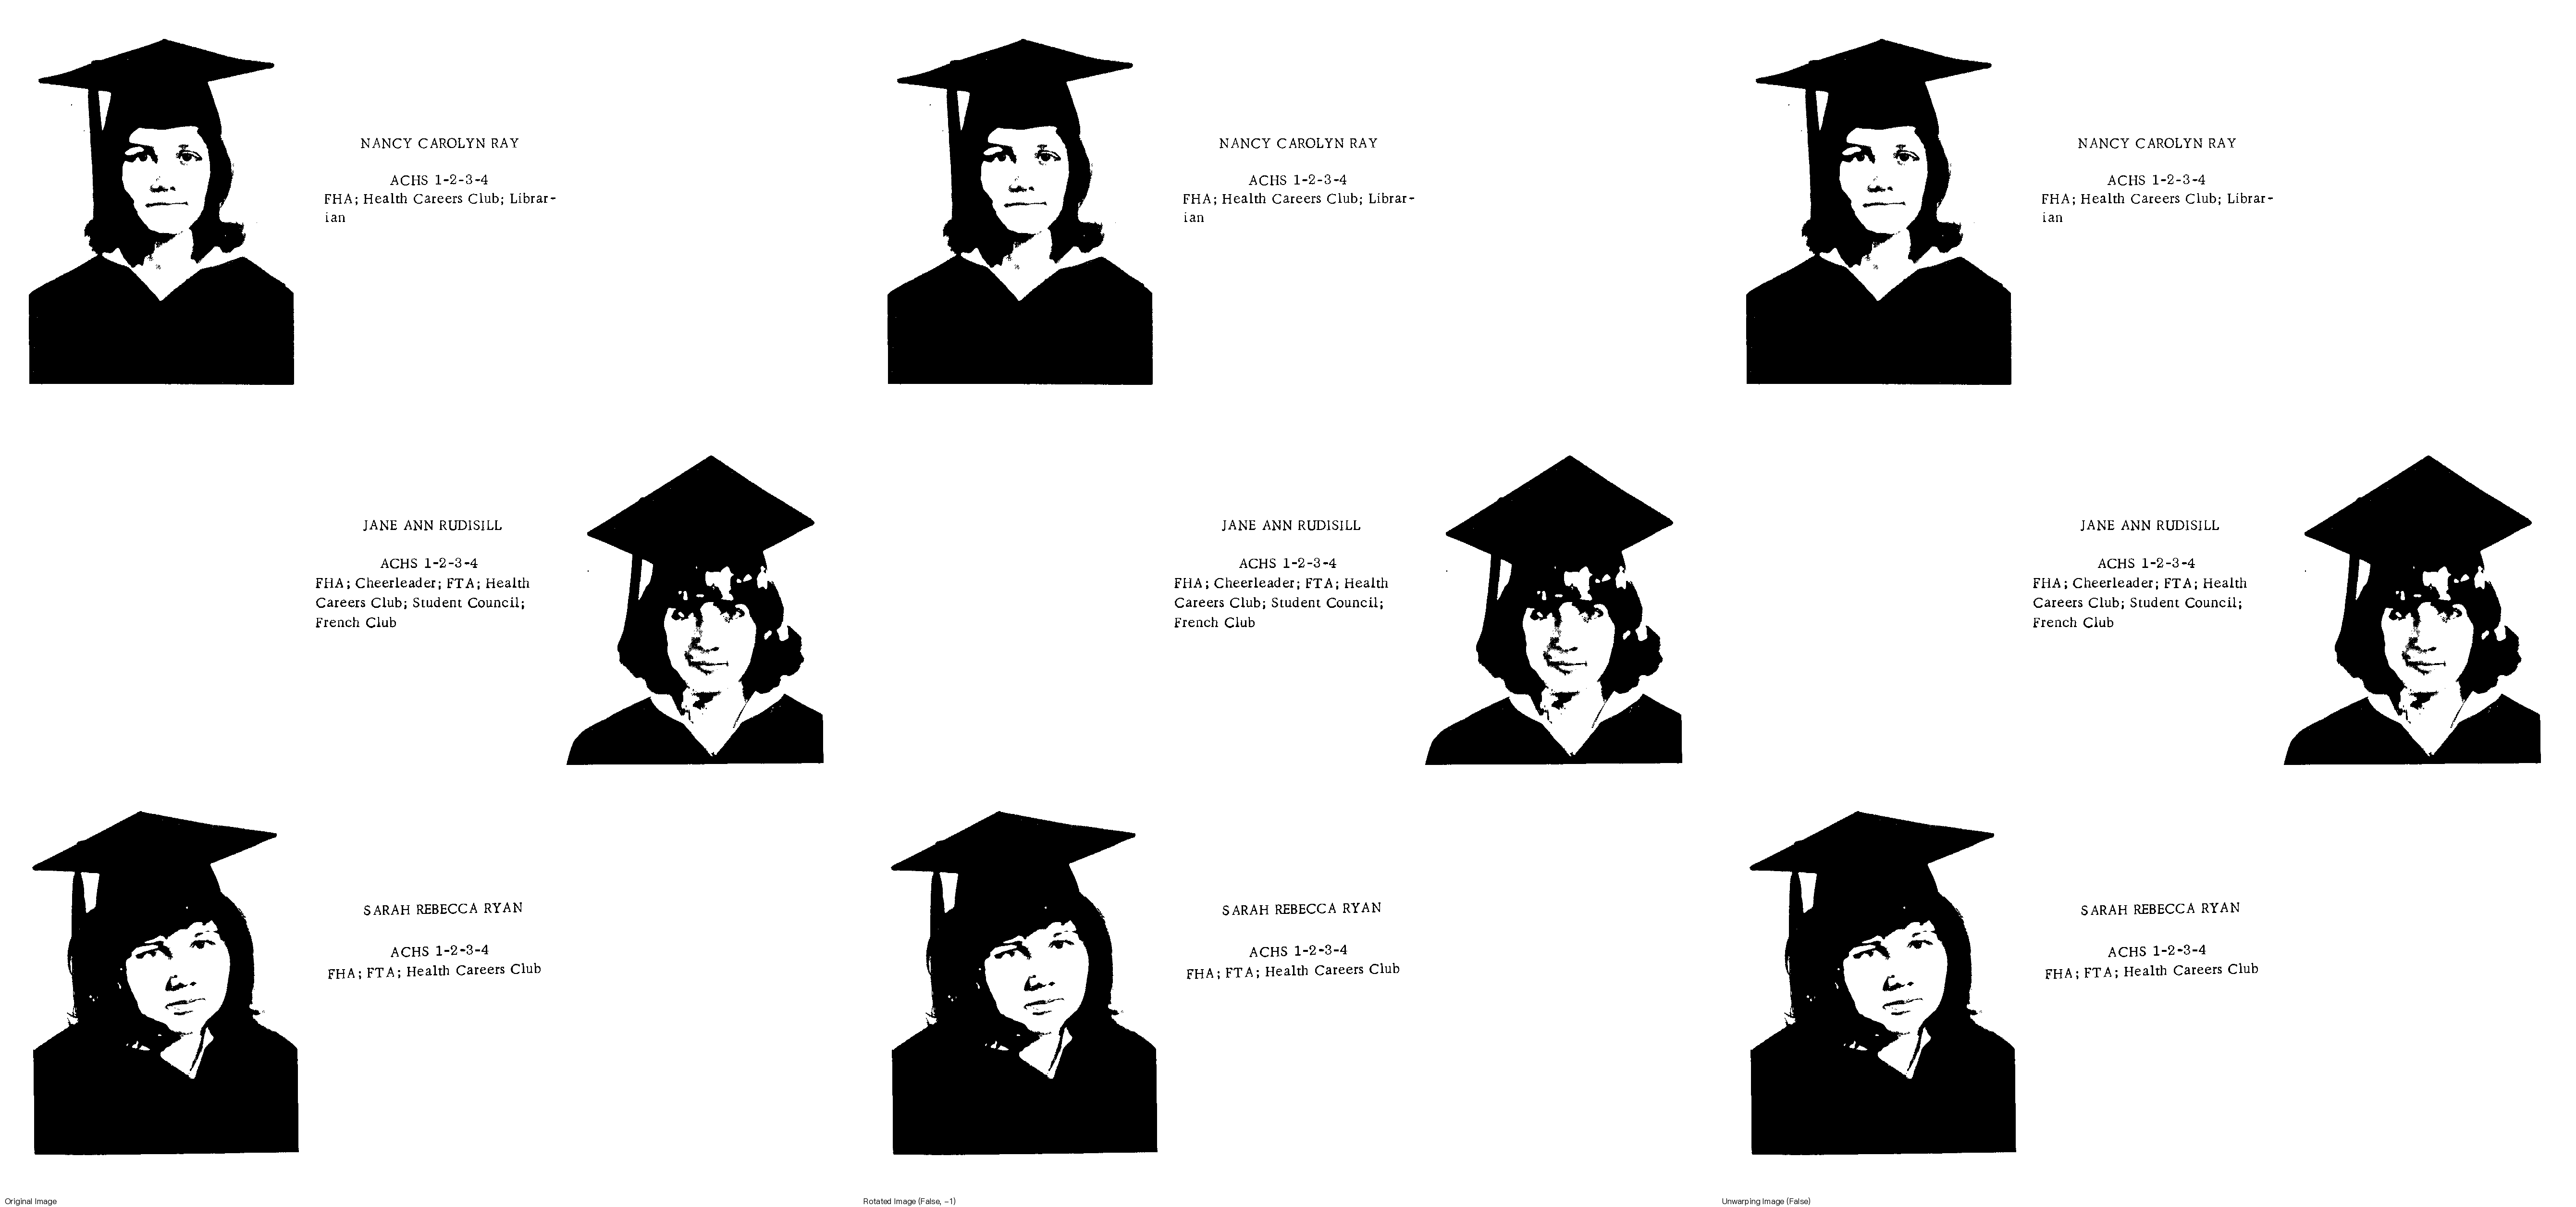 NANCY CAROLYN RAY
ACHS 1-2-3-4
FHA; Health Careers Club; Librar-
ian
JANE ANN RUDISILL
ACHS 1-2-3-4
FHA; Cheerleader; FTA; Health
Careers Club; Student Council;
French Club
SARAH REBECCA RYAN
ACHS 1-2-3-4
FHA; FTA; Health Careers Club
Original Image
NANCY CAROLYN RAY
ACHS 1-2-3-4
FHA; Health Careers Club; Librar-
ian
JANE ANN RUDISILL
ACHS 1-2-3-4
FHA; Cheerleader; FTA; Health
Careers Club; Student Council;
French Club
SARAH REBECCA RYAN
ACHS 1-2-3-4
FHA; FTA; Health Careers Club
Rotated Image (False, -1)
NANCY CAROLYN RAY
ACHS 1-2-3-4
FHA; Health Careers Club; Librar-
ian
JANE ANN RUDISILL
ACHS 1-2-3-4
FHA; Cheerleader; FTA; Health
Careers Club; Student Council;
French Club
SARAH REBECCA RYAN
ACHS 1-2-3-4
FHA; FTA; Health Careers Club
Unwarping Image (False)